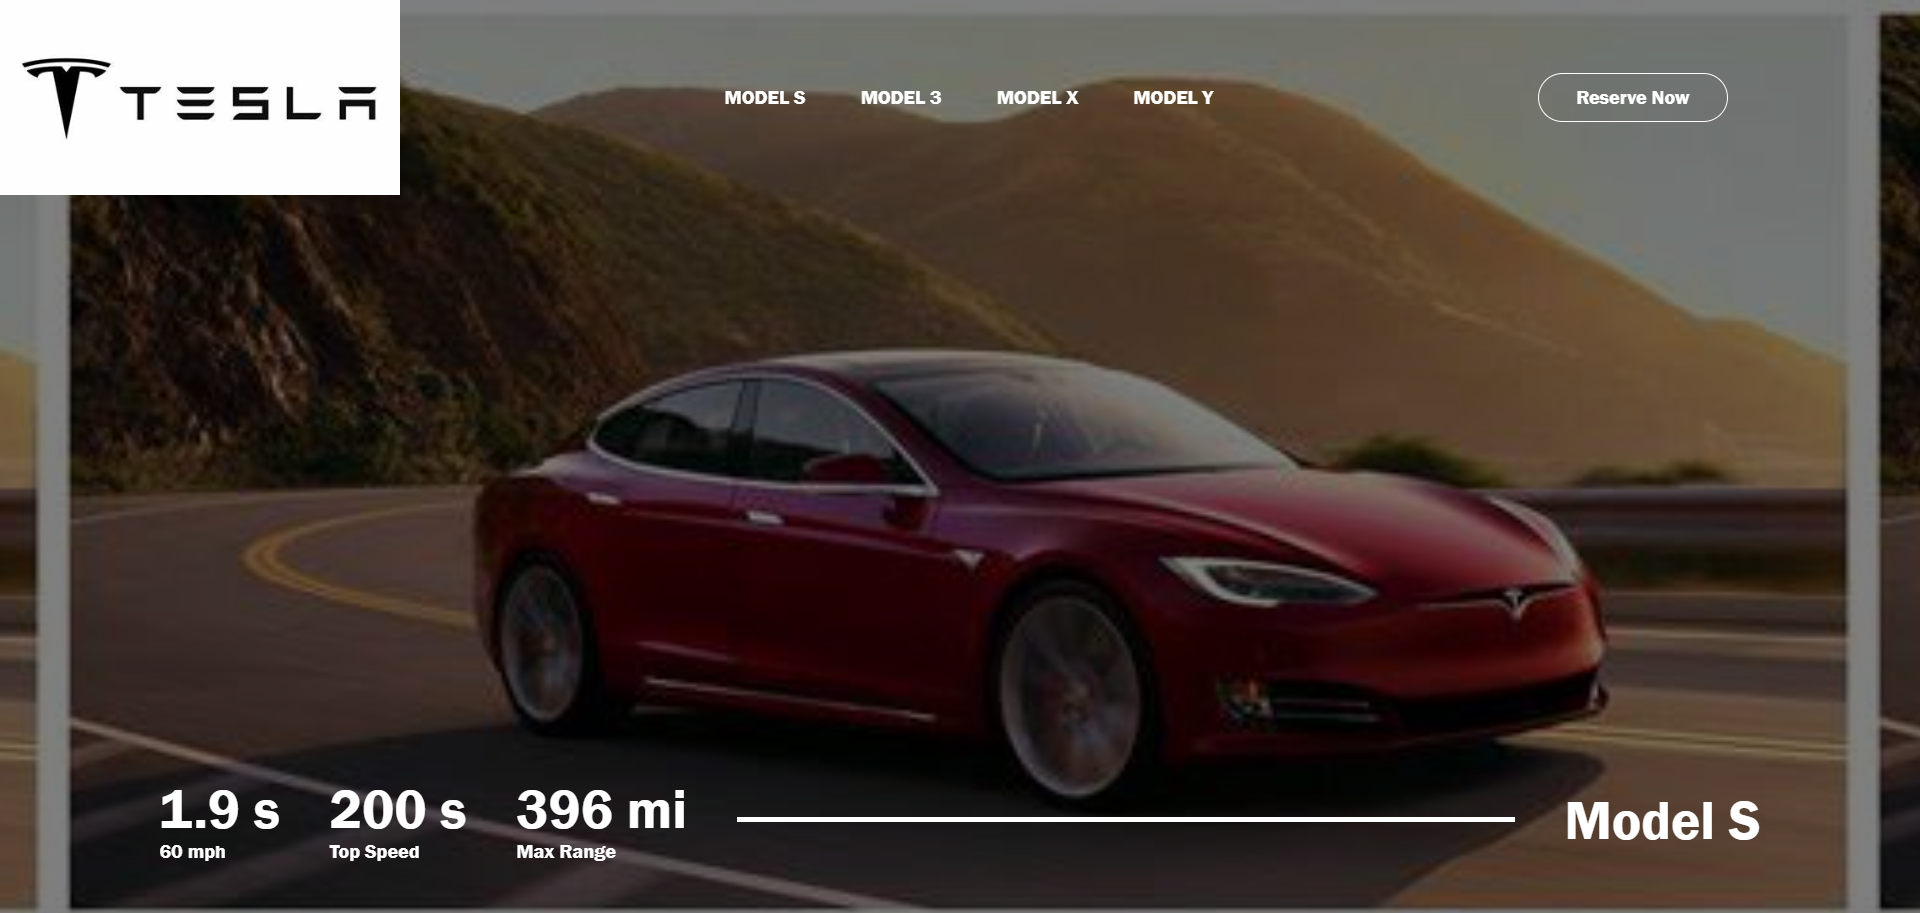 TESLA
MODEL S MODEL 3 MODEL X MODEL Y
Reserve Now
1.9 s 200 s 396 mi
60 mph Top Speed Max Range
Model S